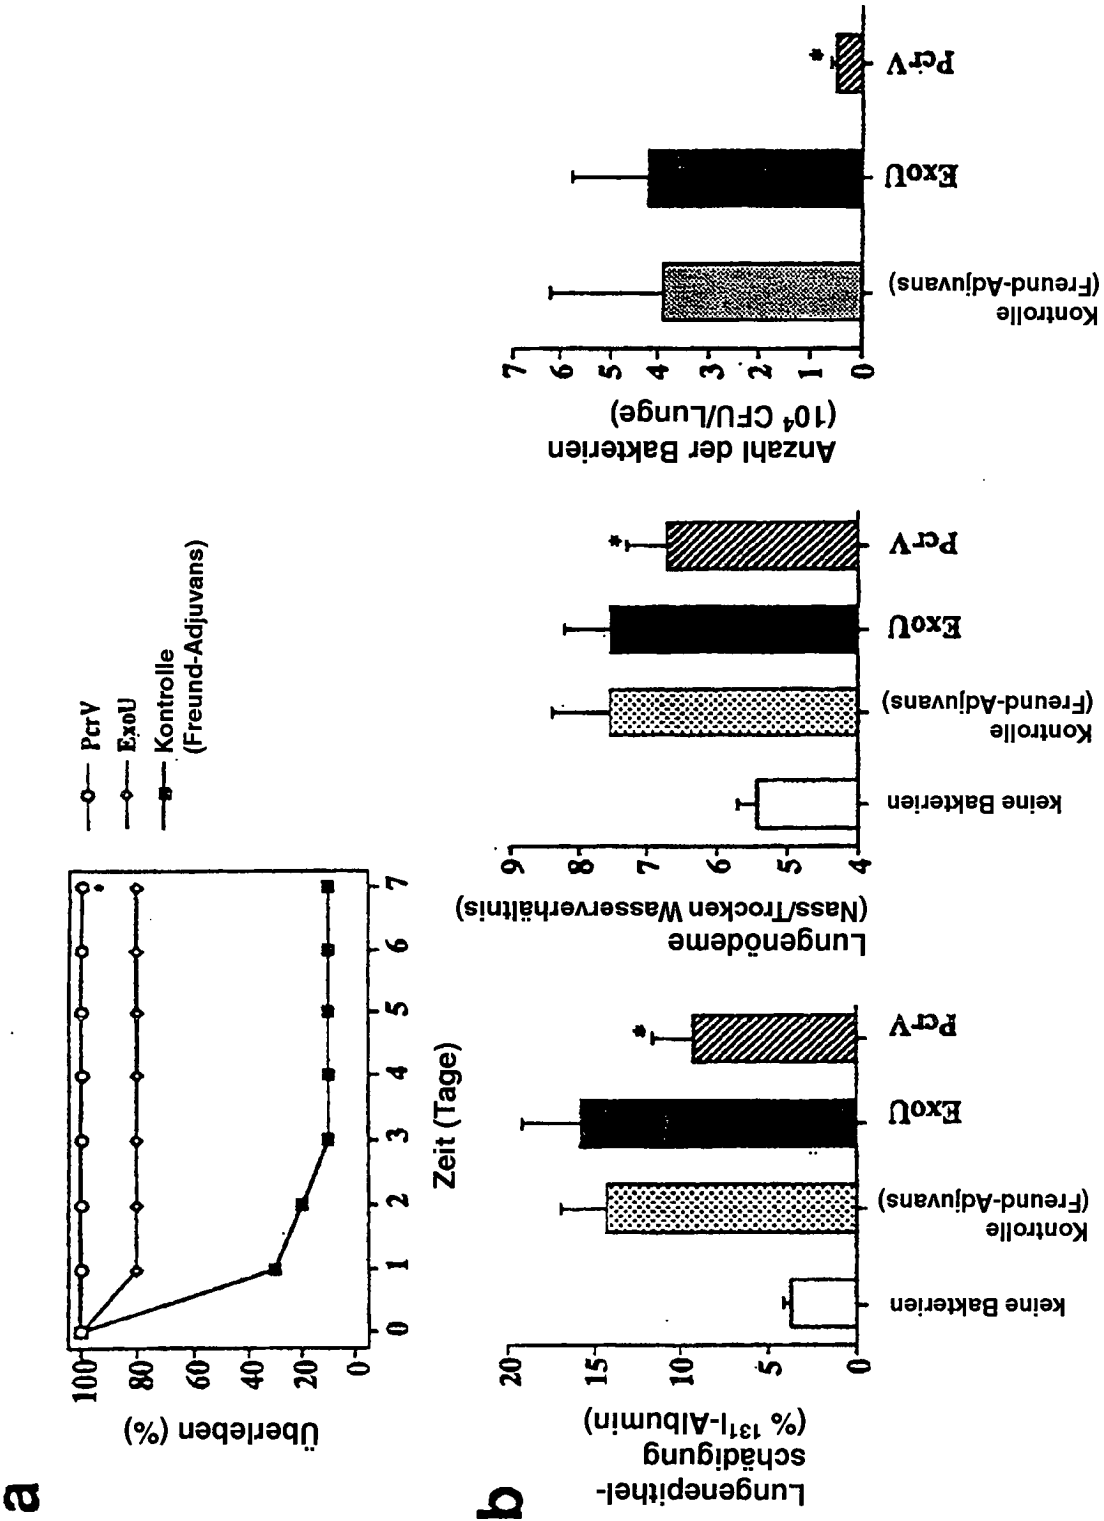 a
Überleben (%)
100
80
60
40
20
0
0
1
2
3
4
5
6
7
Zeit (Tage)
PcrV
ExoU
Kontrolle
(Freund-Adjuvans)
b
Lungenepithel-
schädigung
(% ¹³¹I-Albumin)
20
15
10
5
0
keine Bakterien
Kontrolle
(Freund-Adjuvans)
ExoU
PcrV
*
Lungenödeme
(Nass/Trocken Wasserverhältnis)
9
8
7
6
5
4
keine Bakterien
Kontrolle
(Freund-Adjuvans)
ExoU
PcrV
*
Anzahl der Bakterien
(10⁴ CFU/Lunge)
7
6
5
4
3
2
1
0
Kontrolle
(Freund-Adjuvans)
ExoU
PcrV
*